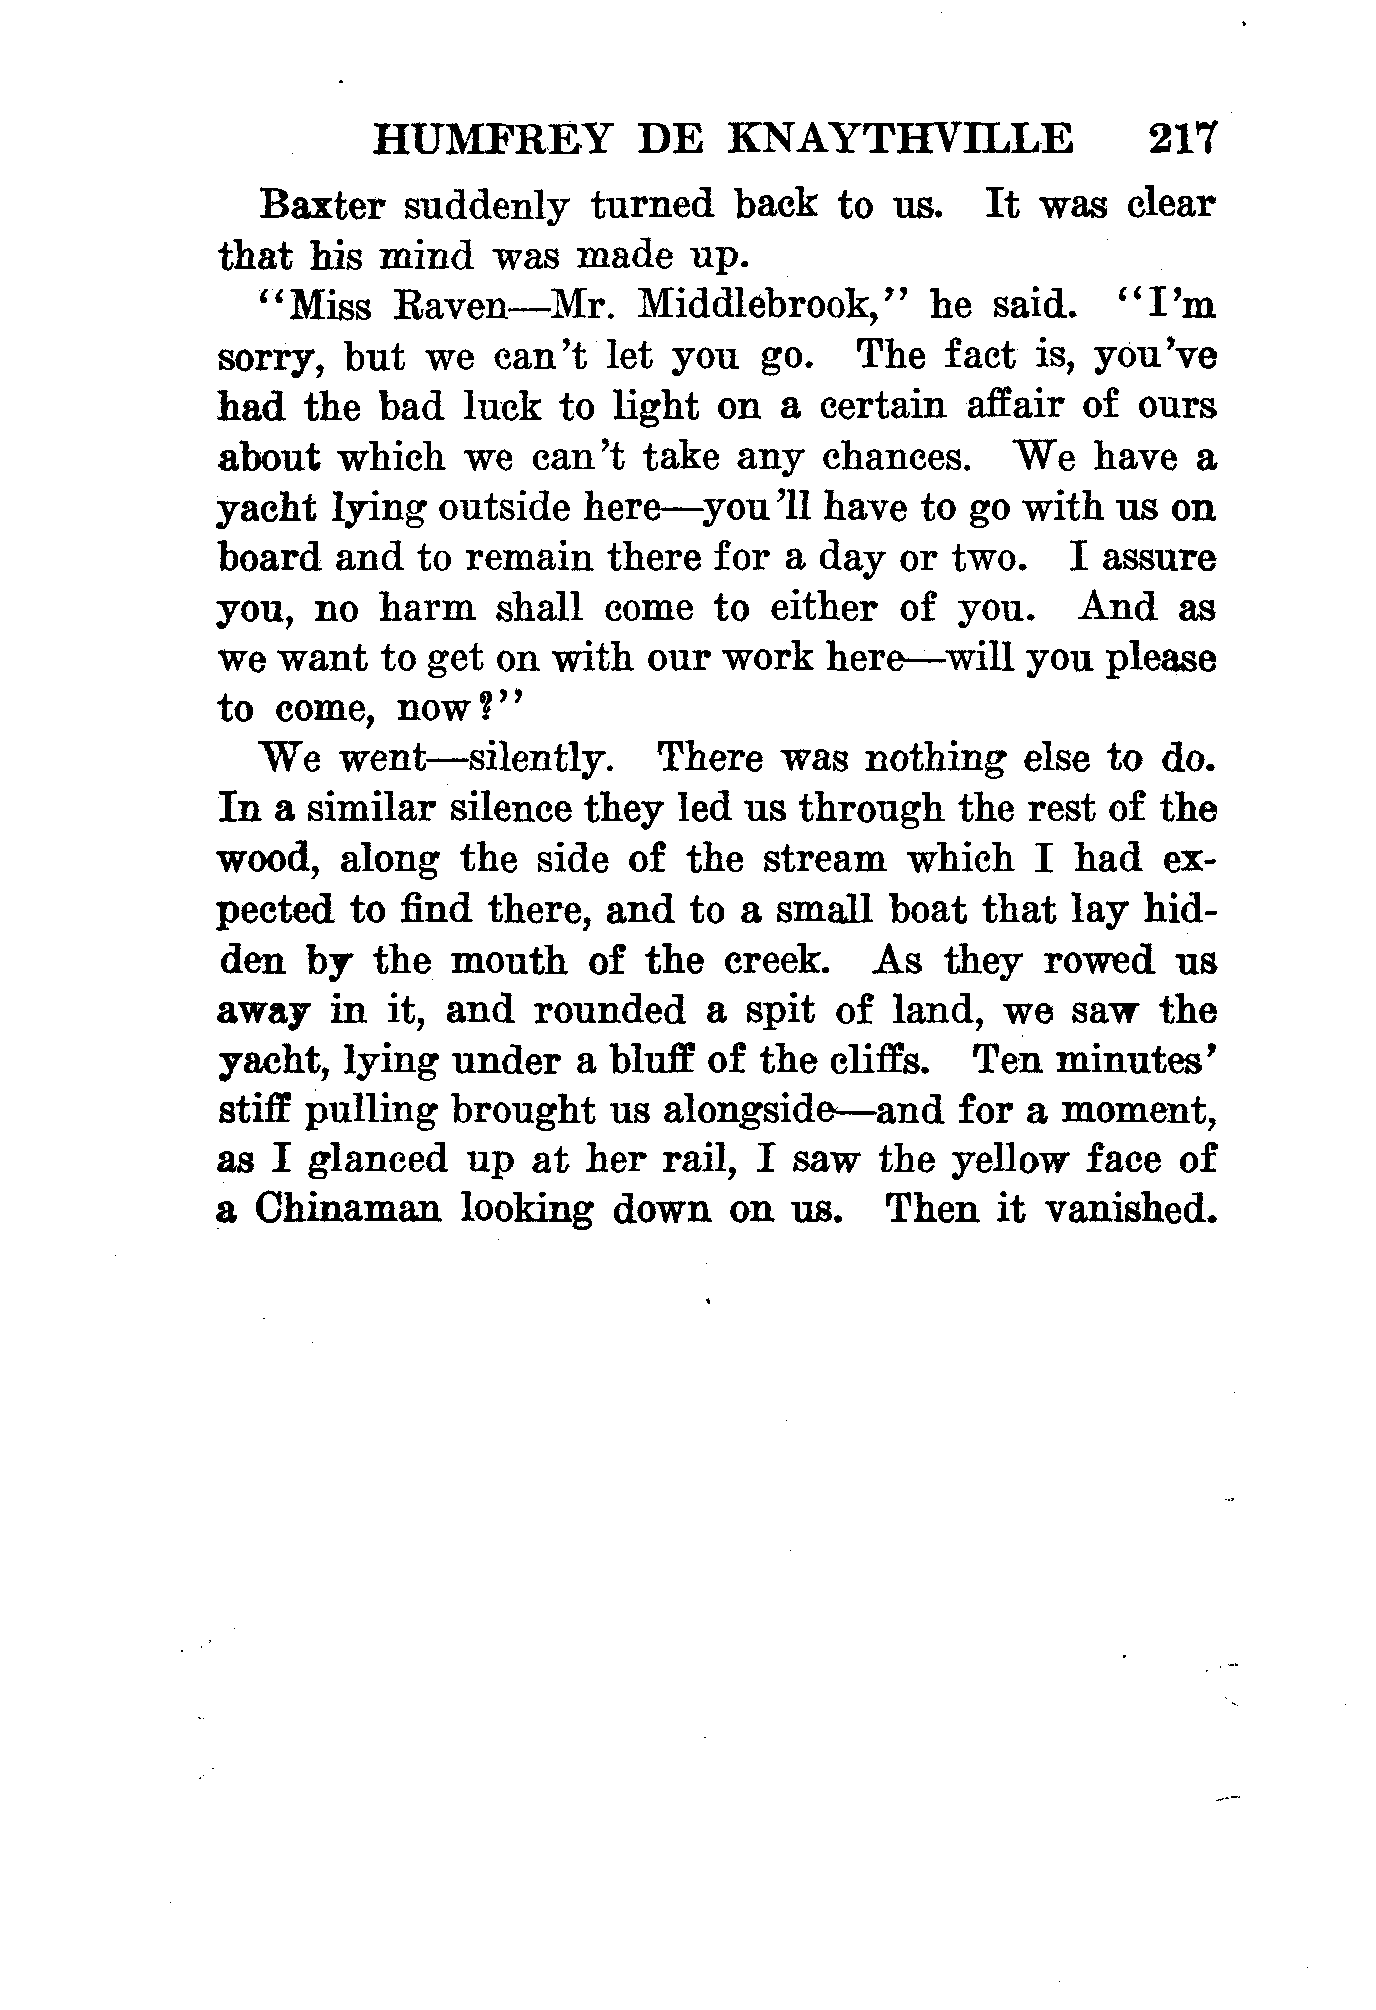 HUMFREY DE KNAYTHVILLE 217
Baxter suddenly turned back to us. It was clear
that his mind was made up.
"Miss Raven—Mr. Middlebrook," he said. "I'm
sorry, but we can't let you go. The fact is, you've
had the bad luck to light on a certain affair of ours
about which we can't take any chances. We have a
yacht lying outside here—you'll have to go with us on
board and to remain there for a day or two. I assure
you, no harm shall come to either of you. And as
we want to get on with our work here—will you please
to come, now?"
We went—silently. There was nothing else to do.
In a similar silence they led us through the rest of the
wood, along the side of the stream which I had ex-
pected to find there, and to a small boat that lay hid-
den by the mouth of the creek. As they rowed us
away in it, and rounded a spit of land, we saw the
yacht, lying under a bluff of the cliffs. Ten minutes'
stiff pulling brought us alongside—and for a moment,
as I glanced up at her rail, I saw the yellow face of
a Chinaman looking down on us. Then it vanished.